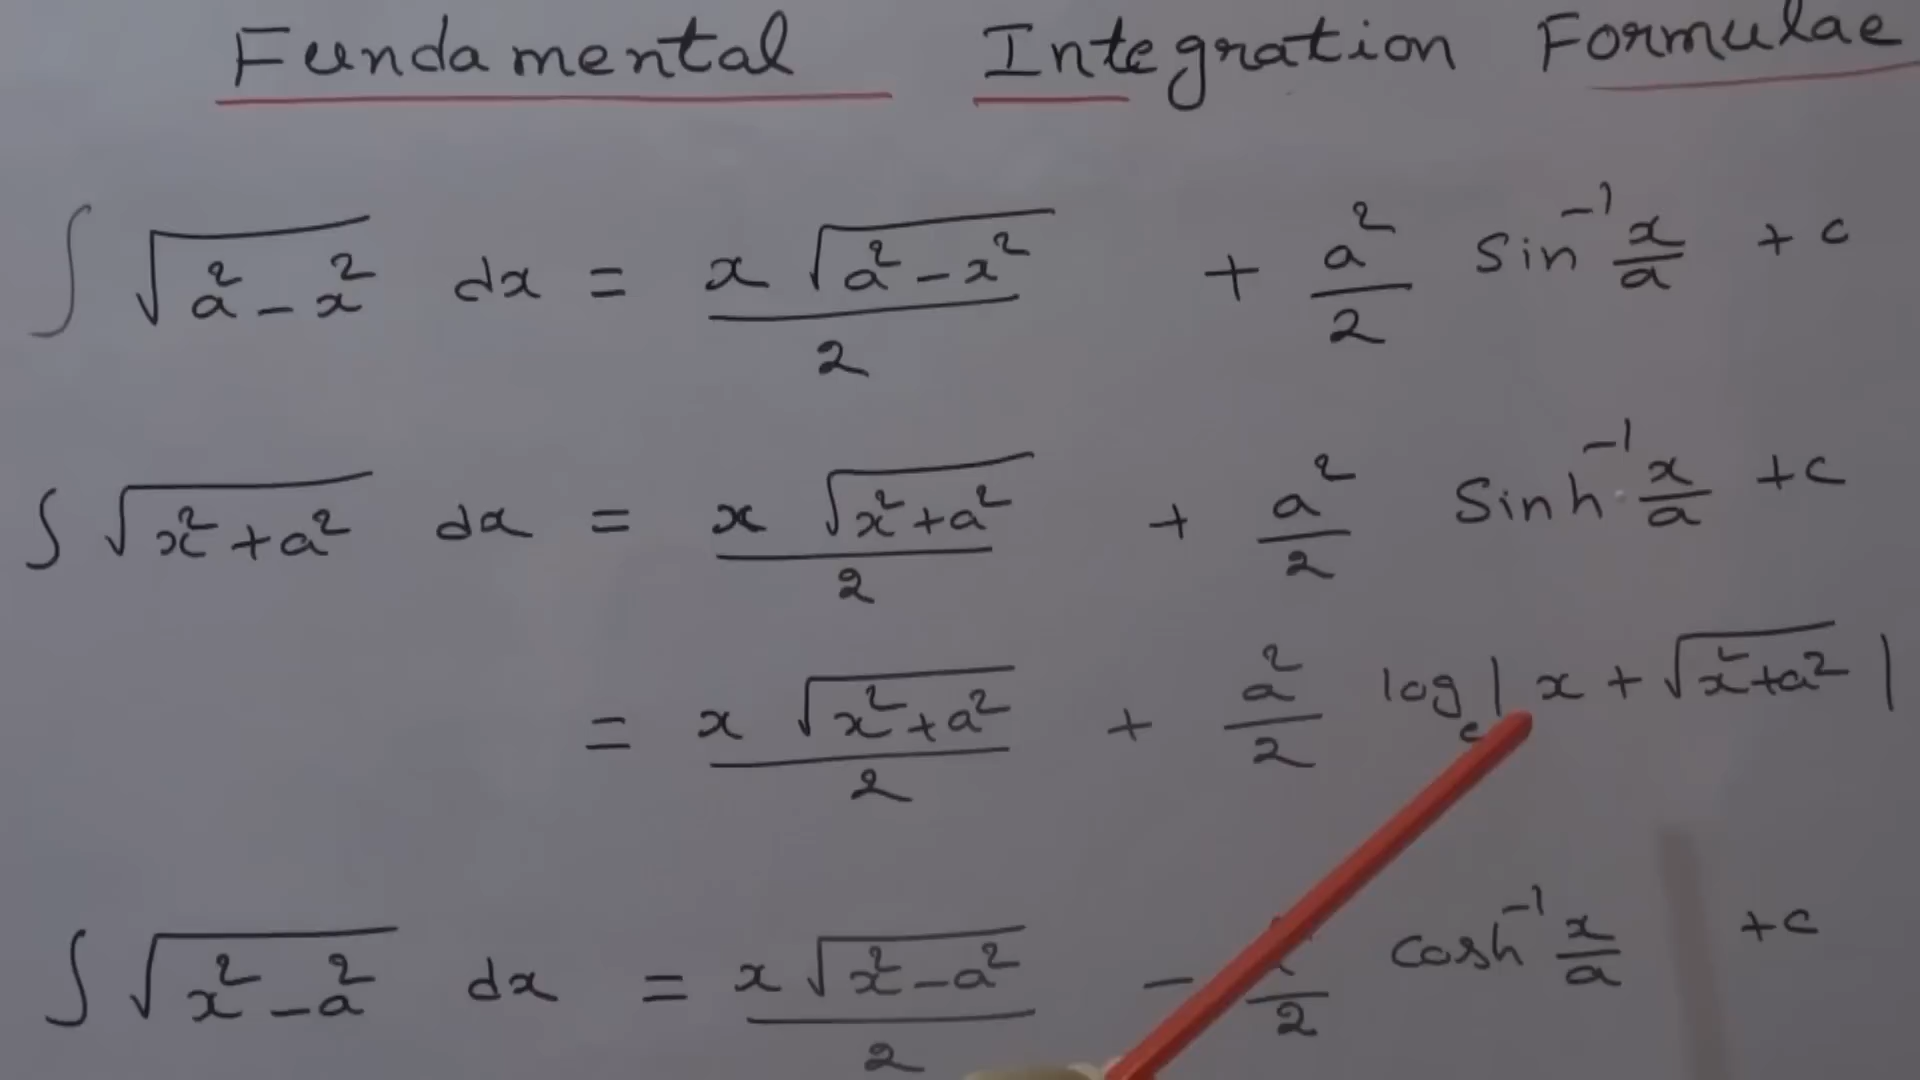 Fundamental Integration Formulae
∫ √(a² - x²) dx = x √(a² - x²) / 2 + a²/2 Sin⁻¹ x/a + c
∫ √(x² + a²) dx = x √(x² + a²) / 2 + a²/2 Sinh⁻¹ x/a + c
= x √(x² + a²) / 2 + a²/2 logₑ | x + √(x² + a²) |
∫ √(x² - a²) dx = x √(x² - a²) / 2 - /2 cosh⁻¹ x/a + c